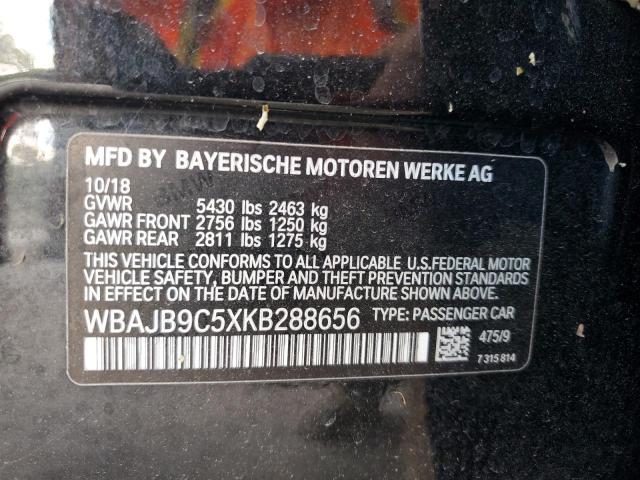 MFD BY BAYERISCHE MOTOREN WERKE AG
10/18
GVWR 5430 lbs 2463 kg
GAWR FRONT 2756 lbs 1250 kg
GAWR REAR 2811 lbs 1275 kg
THIS VEHICLE CONFORMS TO ALL APPLICABLE U.S.FEDERAL MOTOR
VEHICLE SAFETY, BUMPER AND THEFT PREVENTION STANDARDS
IN EFFECT ON THE DATE OF MANUFACTURE SHOWN ABOVE.
WBAJB9C5XKB288656 TYPE: PASSENGER CAR
475/9
7 315 814